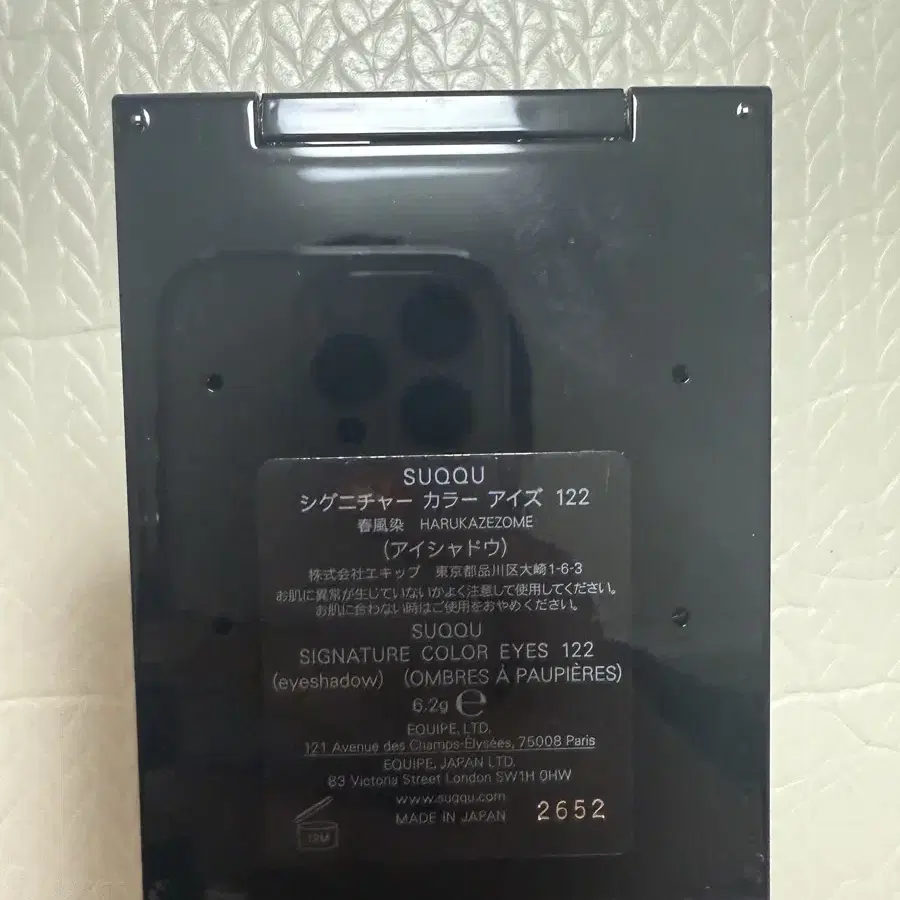 SUQQU
シグニチャー カラー アイズ 122
春風染 HARUKAZEZOME
(アイシャドウ)
株式会社エキップ 東京都品川区大崎1-6-3
お肌に異常が生じていないかよく注意して使用してください。
お肌に合わない時はご使用をおやめください。
SUQQU
SIGNATURE COLOR EYES 122
(eyeshadow) (OMBRES À PAUPIÈRES)
6.2g ℮
EQUIPE, LTD.
121 Avenue des Champs-Élysées, 75008 Paris
EQUIPE, JAPAN LTD.
83 Victoria Street London SW1H 0HW
www.suqqu.com
MADE IN JAPAN 2652